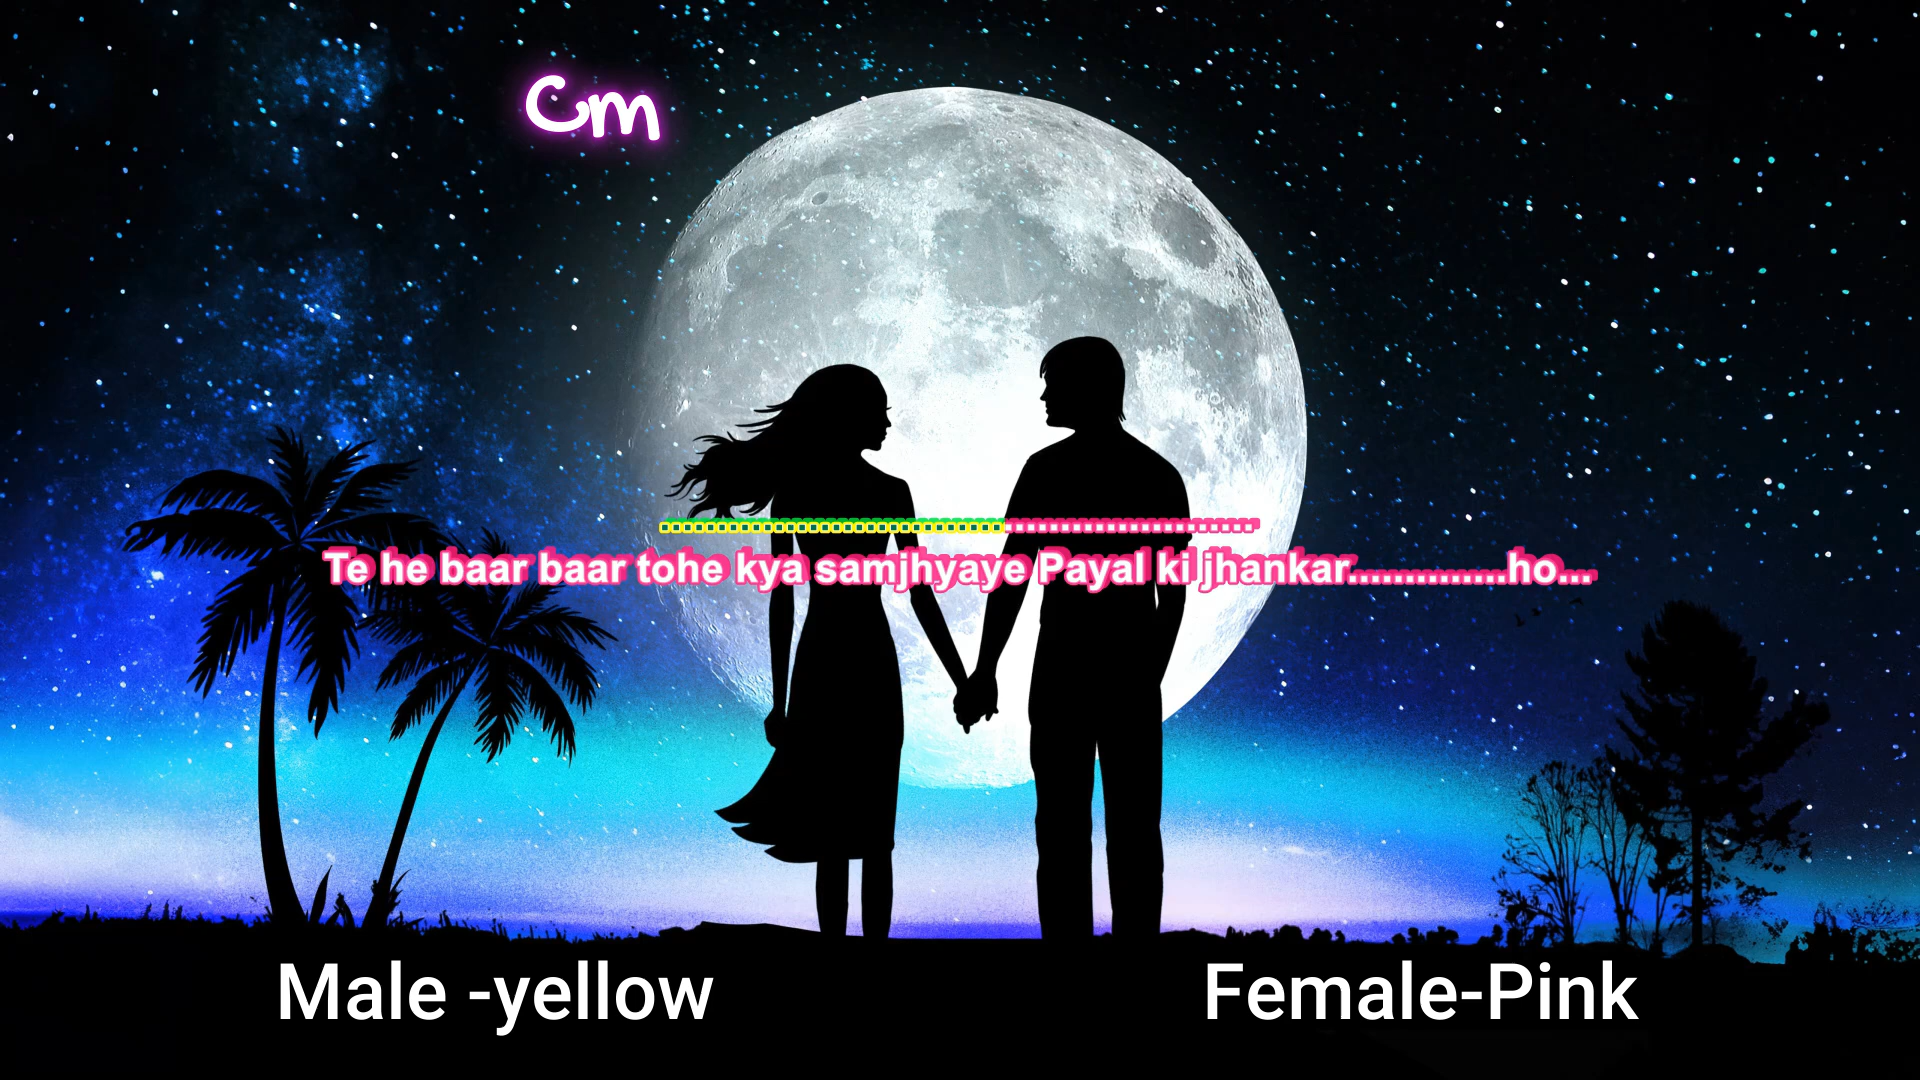 Cm
......................................................
Te he baar baar tohe kya samjhyaye Payal ki jhankar..............ho...
Male -yellow
Female-Pink